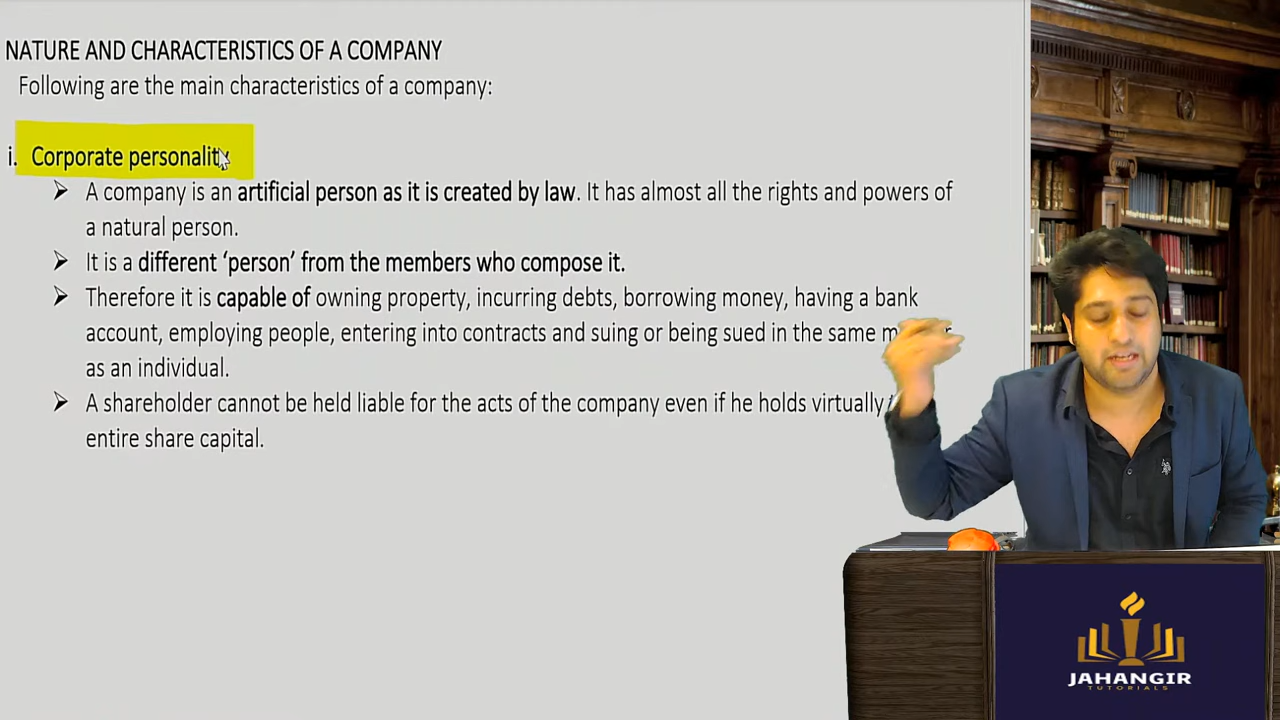 NATURE AND CHARACTERISTICS OF A COMPANY
Following are the main characteristics of a company:
i. Corporate personality
➢ A company is an artificial person as it is created by law. It has almost all the rights and powers of
a natural person.
➢ It is a different ‘person’ from the members who compose it.
➢ Therefore it is capable of owning property, incurring debts, borrowing money, having a bank
account, employing people, entering into contracts and suing or being sued in the same
as an individual.
➢ A shareholder cannot be held liable for the acts of the company even if he holds virtually
entire share capital.
JAHANGIR
TUTORIALS